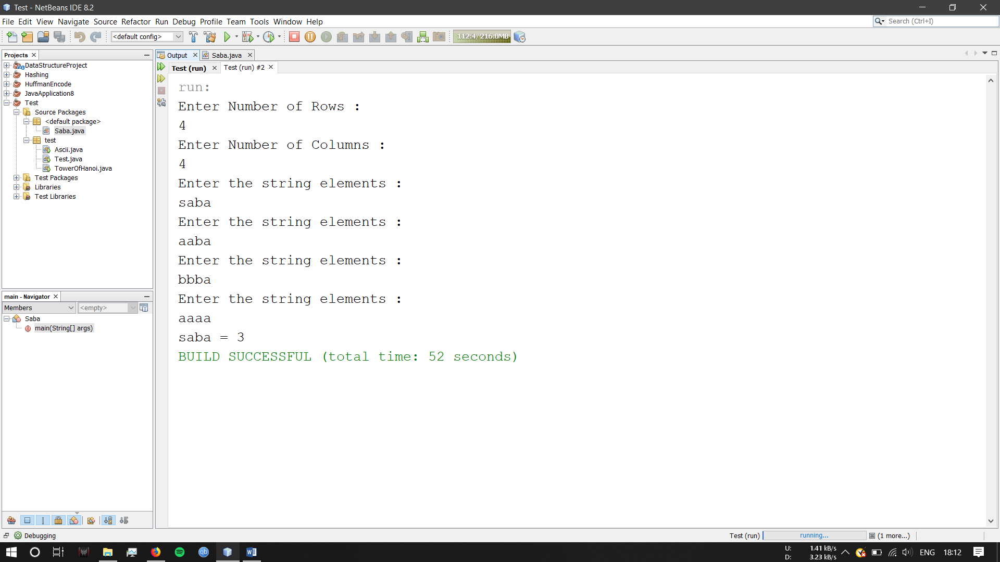 Test - NetBeans IDE 8.2
File Edit View Navigate Source Refactor Run Debug Profile Team Tools Window Help
Search (Ctrl+I)
<default config>
112.4/216.0MB
Projects
Output
Saba.java
DataStructureProject
Hashing
HuffmanEncode
JavaApplication8
Test
Source Packages
<default package>
Saba.java
test
Ascii.java
Test.java
TowerOfHanoi.java
Test Packages
Libraries
Test Libraries
Test (run)
Test (run) #2
run:
Enter Number of Rows :
4
Enter Number of Columns :
4
Enter the string elements :
saba
Enter the string elements :
aaba
Enter the string elements :
bbba
Enter the string elements :
aaaa
saba = 3
BUILD SUCCESSFUL (total time: 52 seconds)
main - Navigator
Members
<empty>
Saba
main(String[] args)
Debugging
Test (run)
running...
(1 more...)
U: 1.41 kB/s
D: 3.23 kB/s
ENG
18:12